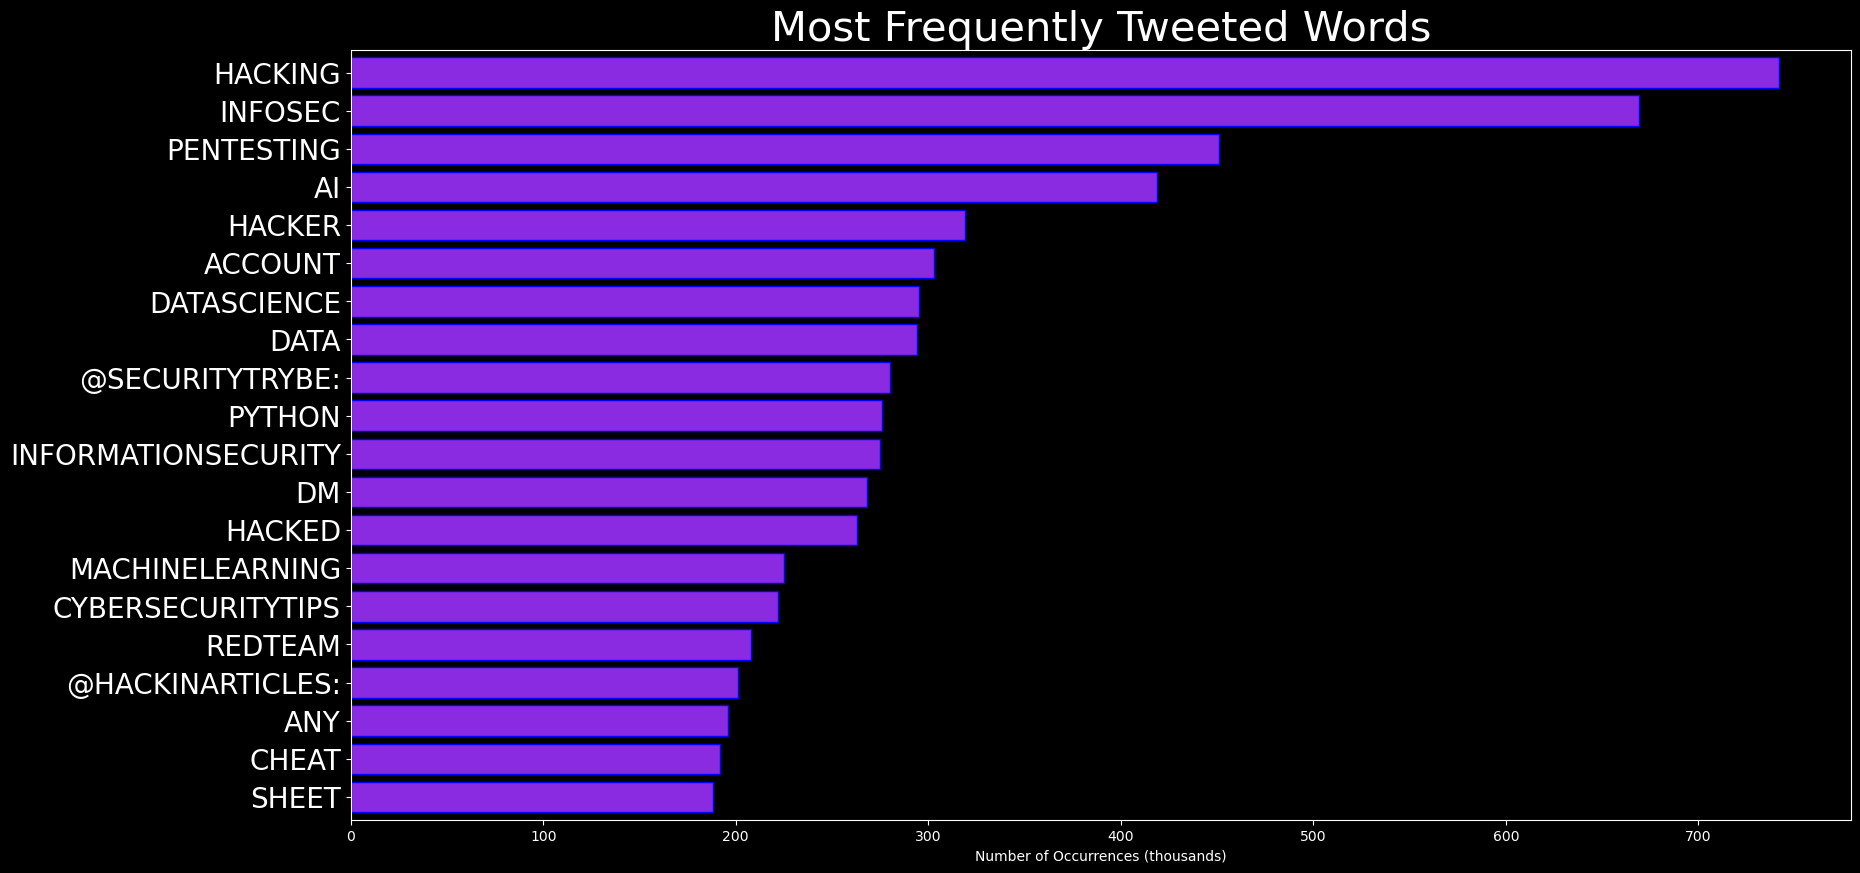 Most Frequently Tweeted Words
HACKING
INFOSEC
PENTESTING
AI
HACKER
ACCOUNT
DATASCIENCE
DATA
@SECURITYTRYBE:
PYTHON
INFORMATIONSECURITY
DM
HACKED
MACHINELEARNING
CYBERSECURITYTIPS
REDTEAM
@HACKINARTICLES:
ANY
CHEAT
SHEET
0 100 200 300 400 500 600 700
Number of Occurrences (thousands)